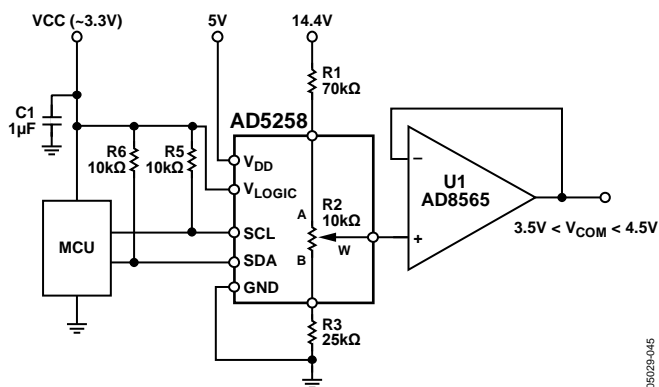 VCC (~3.3V)
5V
14.4V
R1
70kΩ
C1
1µF
AD5258
R6
10kΩ
R5
10kΩ
VDD
VLOGIC
SCL
SDA
GND
MCU
A
R2
10kΩ
W
B
R3
25kΩ
−
+
U1
AD8565
3.5V < VCOM < 4.5V
05029-045